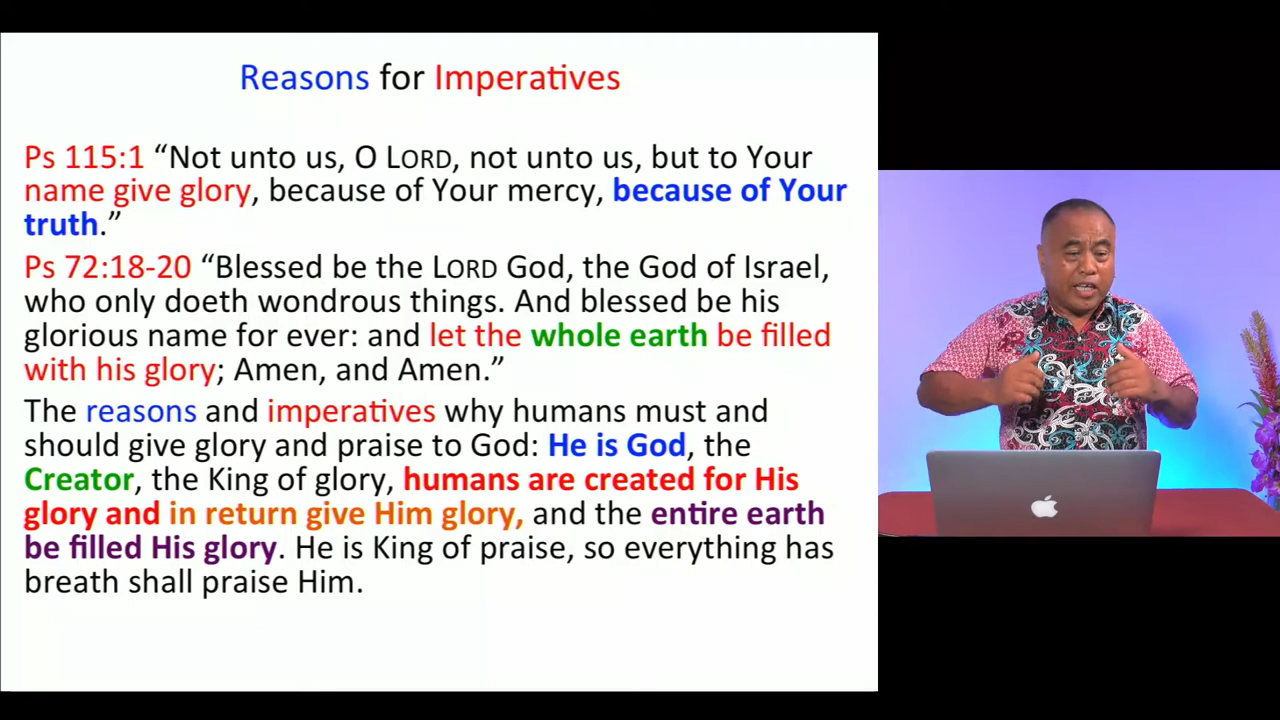 Reasons for Imperatives
Ps 115:1 “Not unto us, O LORD, not unto us, but to Your
name give glory, because of Your mercy, because of Your
truth.”
Ps 72:18-20 “Blessed be the LORD God, the God of Israel,
who only doeth wondrous things. And blessed be his
glorious name for ever: and let the whole earth be filled
with his glory; Amen, and Amen.”
The reasons and imperatives why humans must and
should give glory and praise to God: He is God, the
Creator, the King of glory, humans are created for His
glory and in return give Him glory, and the entire earth
be filled His glory. He is King of praise, so everything has
breath shall praise Him.